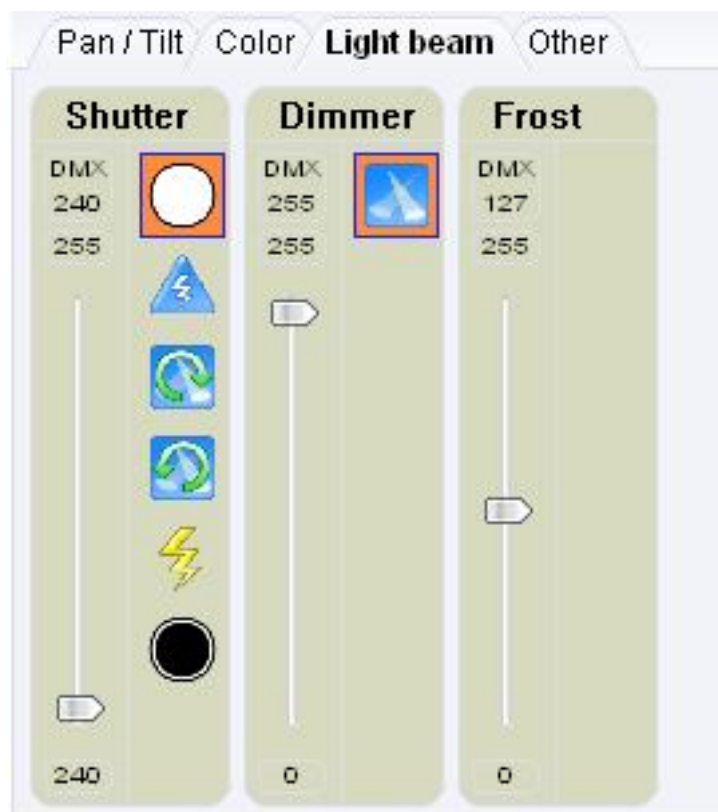 Pan / Tilt Color Light beam Other
Shutter Dimmer Frost
DMX DMX DMX
240 255 127
255 255 255
240 0 0